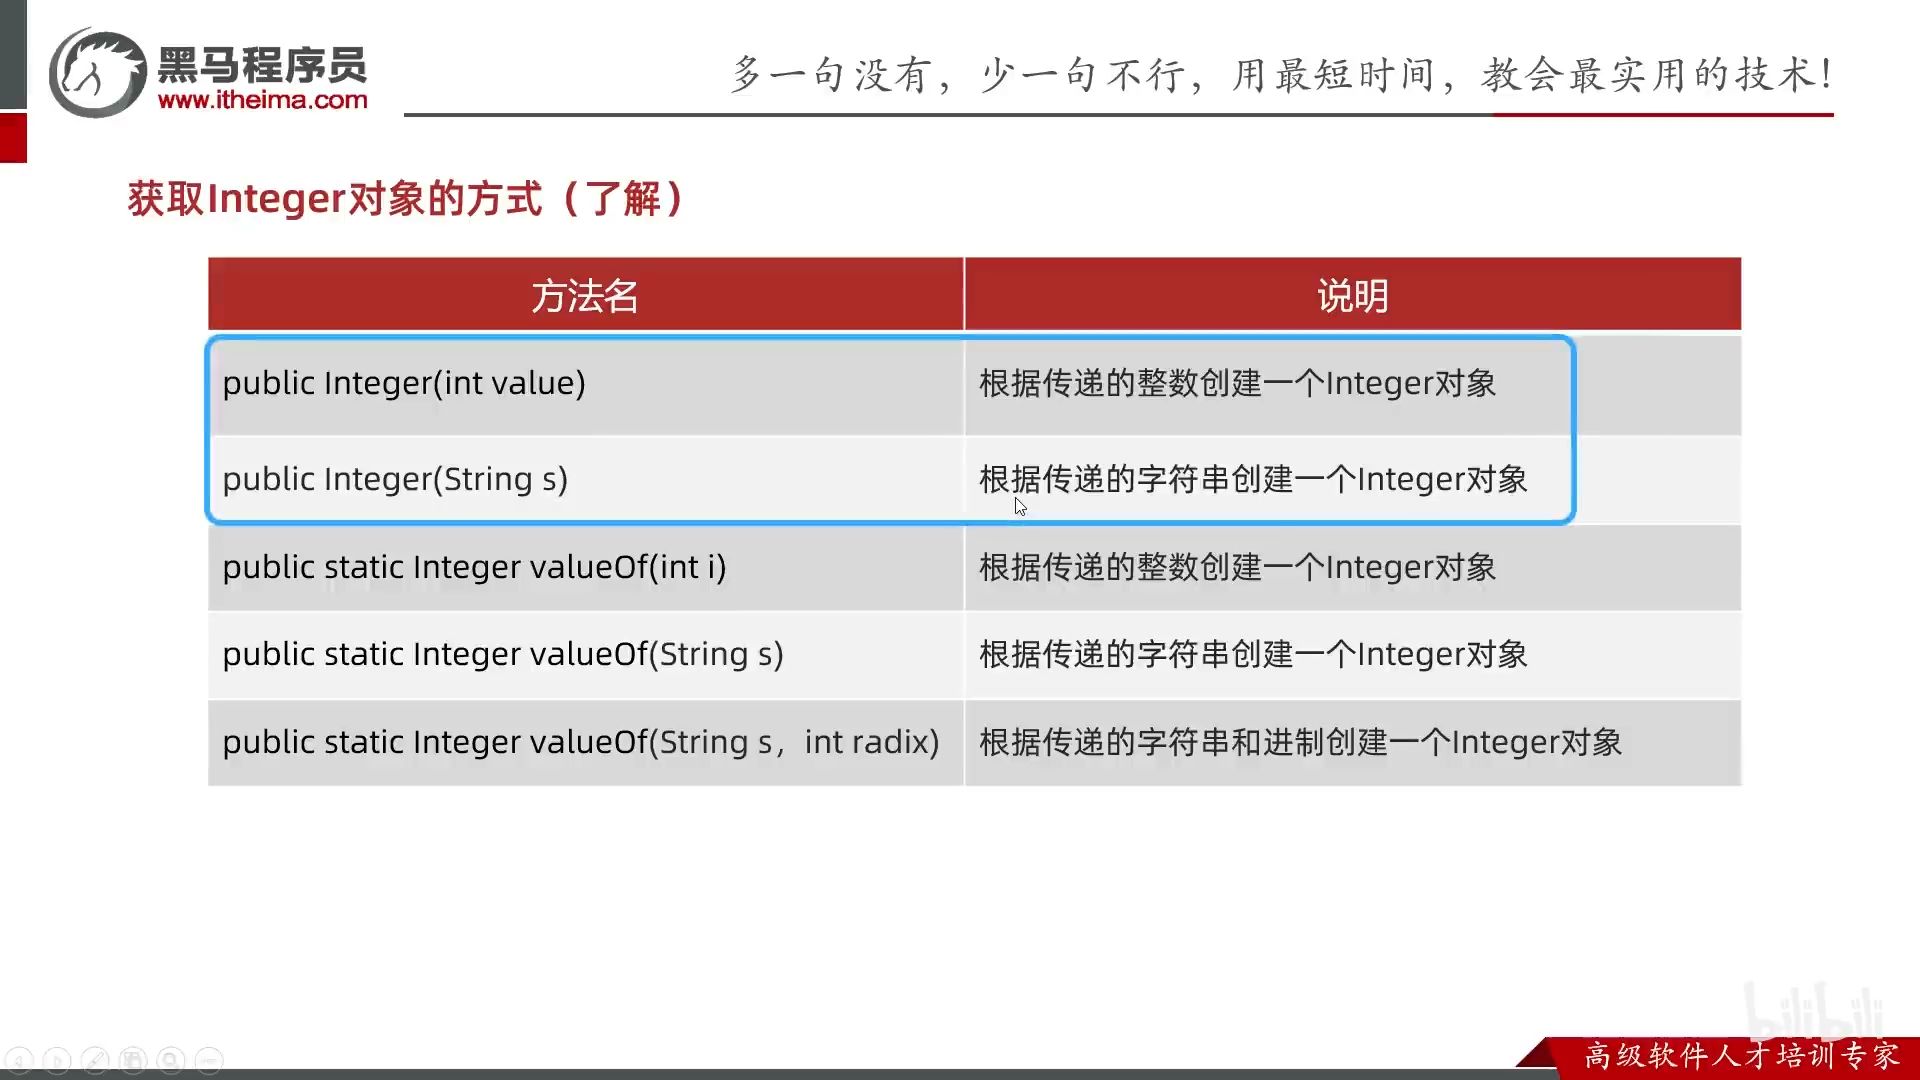 黑马程序员
www.itheima.com
多一句没有，少一句不行，用最短时间，教会最实用的技术！
获取Integer对象的方式（了解）
方法名 说明
public Integer(int value) 根据传递的整数创建一个Integer对象
public Integer(String s) 根据传递的字符串创建一个Integer对象
public static Integer valueOf(int i) 根据传递的整数创建一个Integer对象
public static Integer valueOf(String s) 根据传递的字符串创建一个Integer对象
public static Integer valueOf(String s，int radix) 根据传递的字符串和进制创建一个Integer对象
bilibili
高级软件人才培训专家